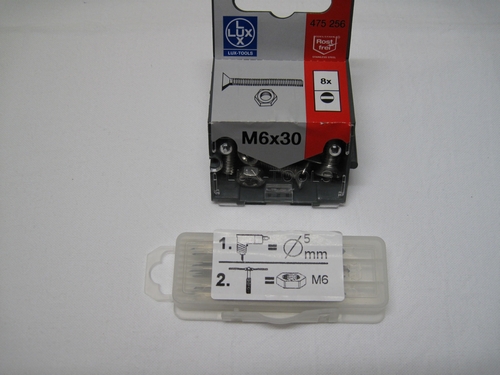 LUX
LUX-TOOLS
475 256
Rost
frei
8x
M6x30
1. = Ø 5 mm
2. = M6